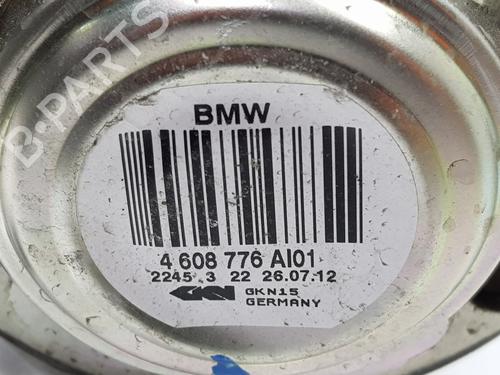 B-PARTS
BMW
4 608 776 AI01
2245 3 22 26.07.12
GKN GKN15
GERMANY